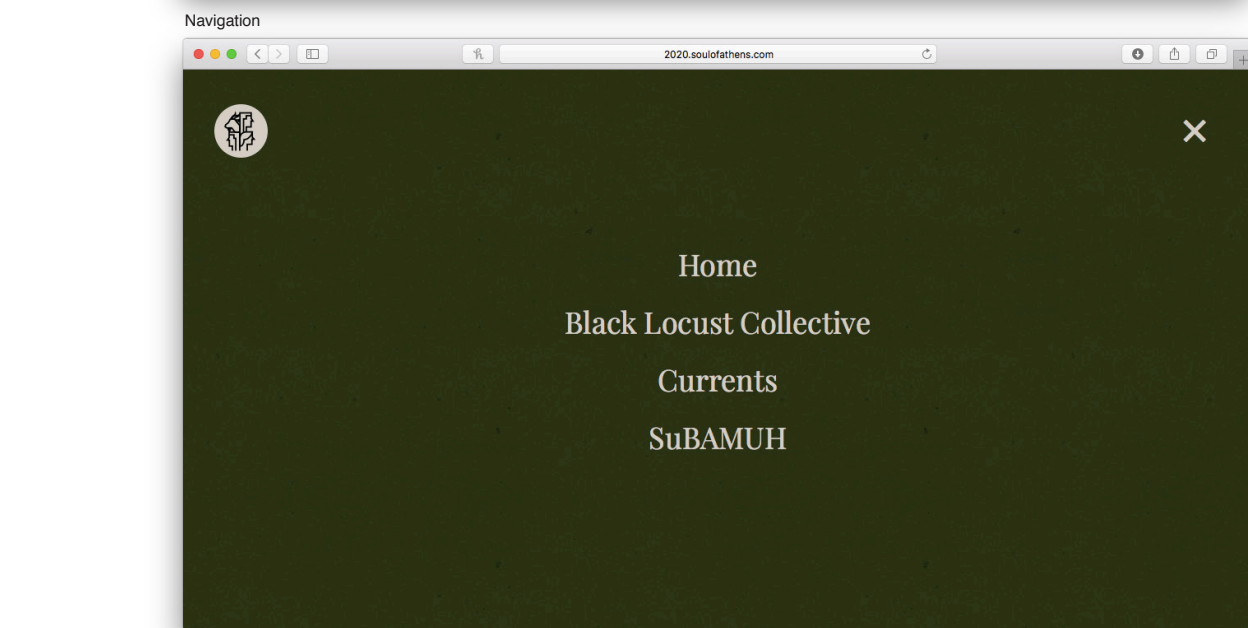 Navigation
2020.soulofathens.com
Home
Black Locust Collective
Currents
SuBAMUH